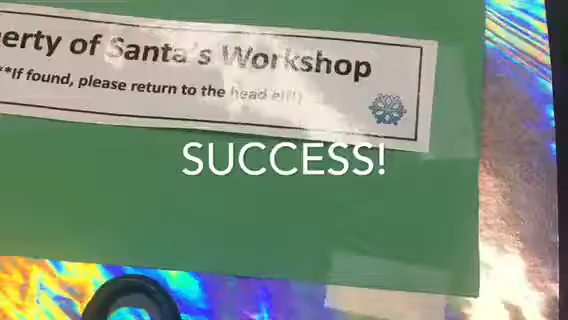 erty of Santa's Workshop
**If found, please return to the head elf!)
SUCCESS!